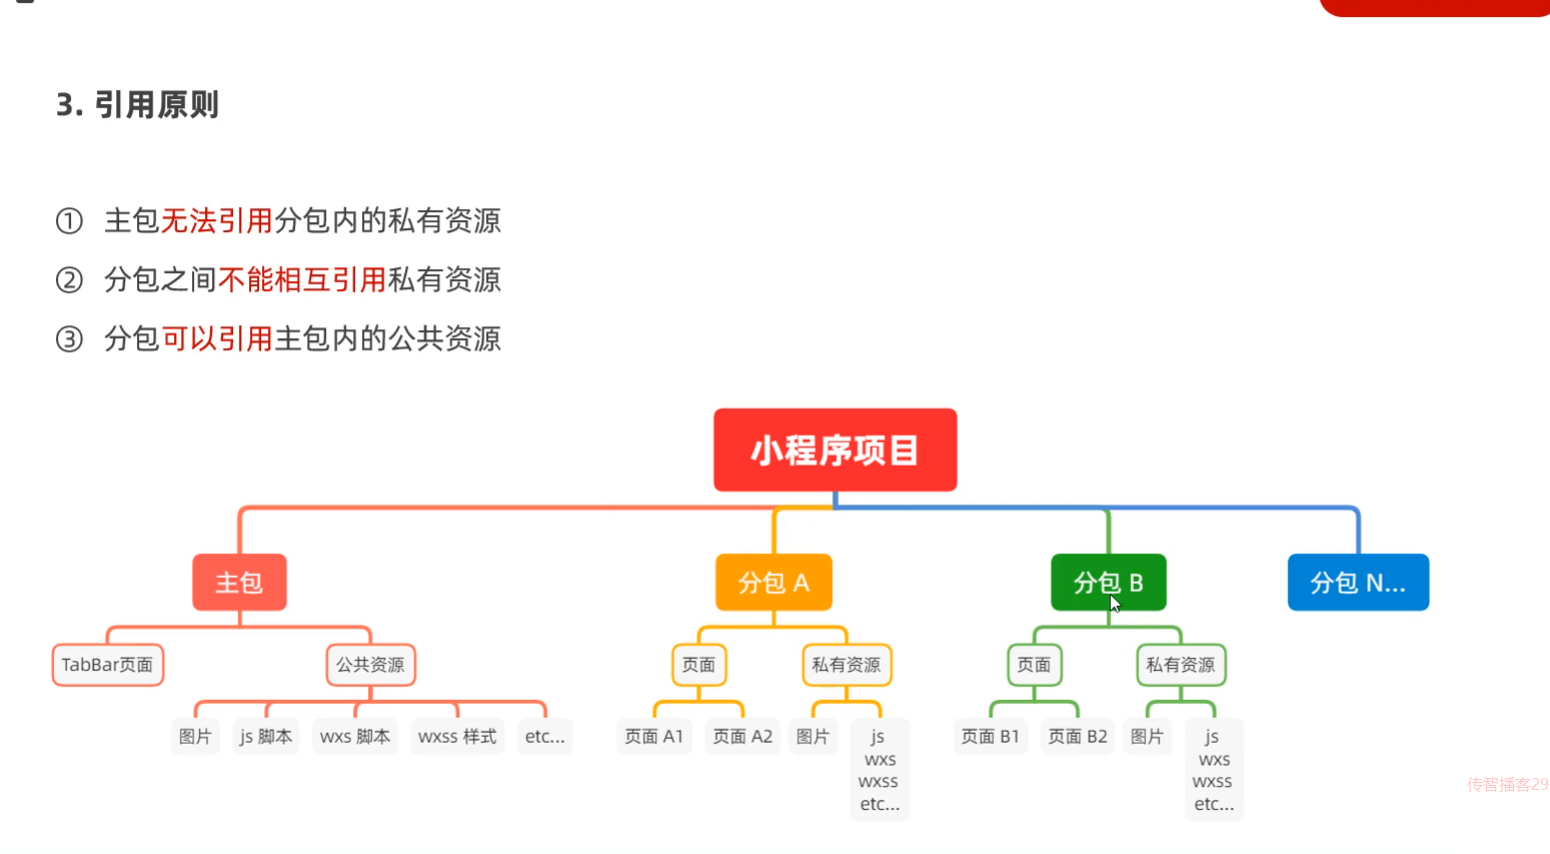 3. 引用原则
① 主包无法引用分包内的私有资源
② 分包之间不能相互引用私有资源
③ 分包可以引用主包内的公共资源
小程序项目
主包
分包 A
分包 B
分包 N...
TabBar页面
公共资源
页面
私有资源
页面
私有资源
图片
js 脚本
wxs 脚本
wxss 样式
etc...
页面 A1
页面 A2
图片
js
wxs
wxss
etc...
页面 B1
页面 B2
图片
js
wxs
wxss
etc...
传智播客29